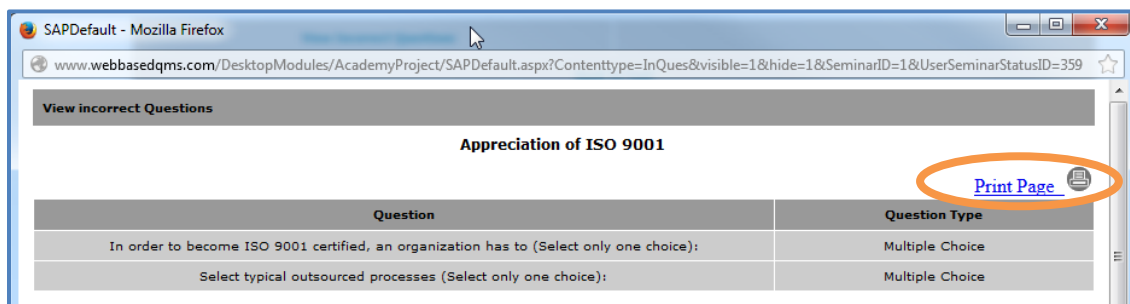 SAPDefault - Mozilla Firefox
www.webbasedqms.com/DesktopModules/AcademyProject/SAPDefault.aspx?Contenttype=InQues&visible=1&hide=1&SeminarID=1&UserSeminarStatusID=359
View incorrect Questions
Appreciation of ISO 9001
Print Page
Question Question Type
In order to become ISO 9001 certified, an organization has to (Select only one choice): Multiple Choice
Select typical outsourced processes (Select only one choice): Multiple Choice